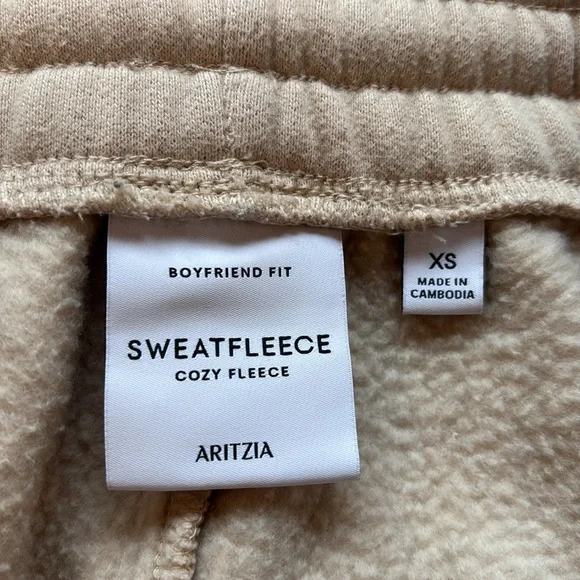 BOYFRIEND FIT
SWEATFLEECE
COZY FLEECE
ARITZIA
XS
MADE IN
CAMBODIA